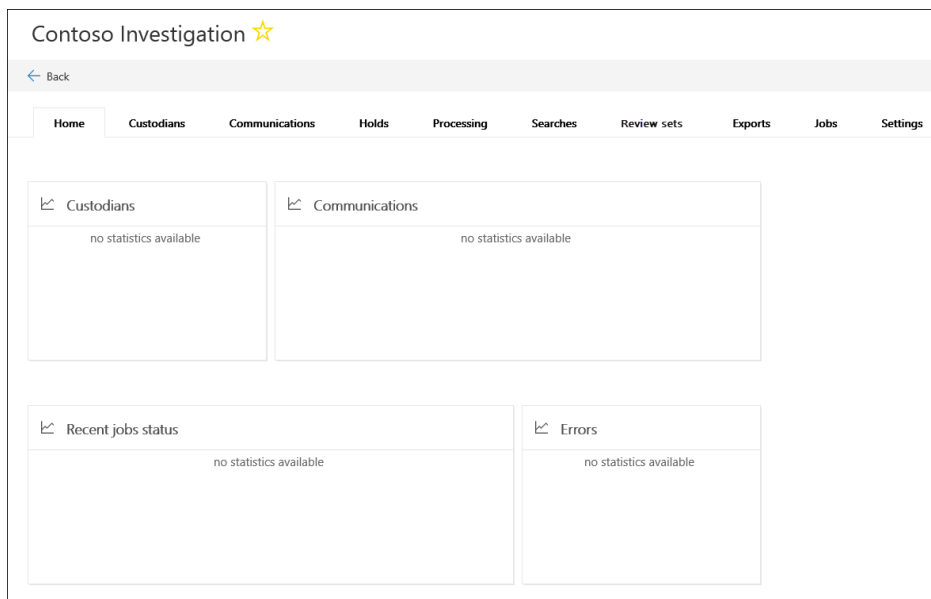 Contoso Investigation
Back
Home Custodians Communications Holds Processing Searches Review sets Exports Jobs Settings
Custodians Communications
no statistics available no statistics available
Recent jobs status Errors
no statistics available no statistics available